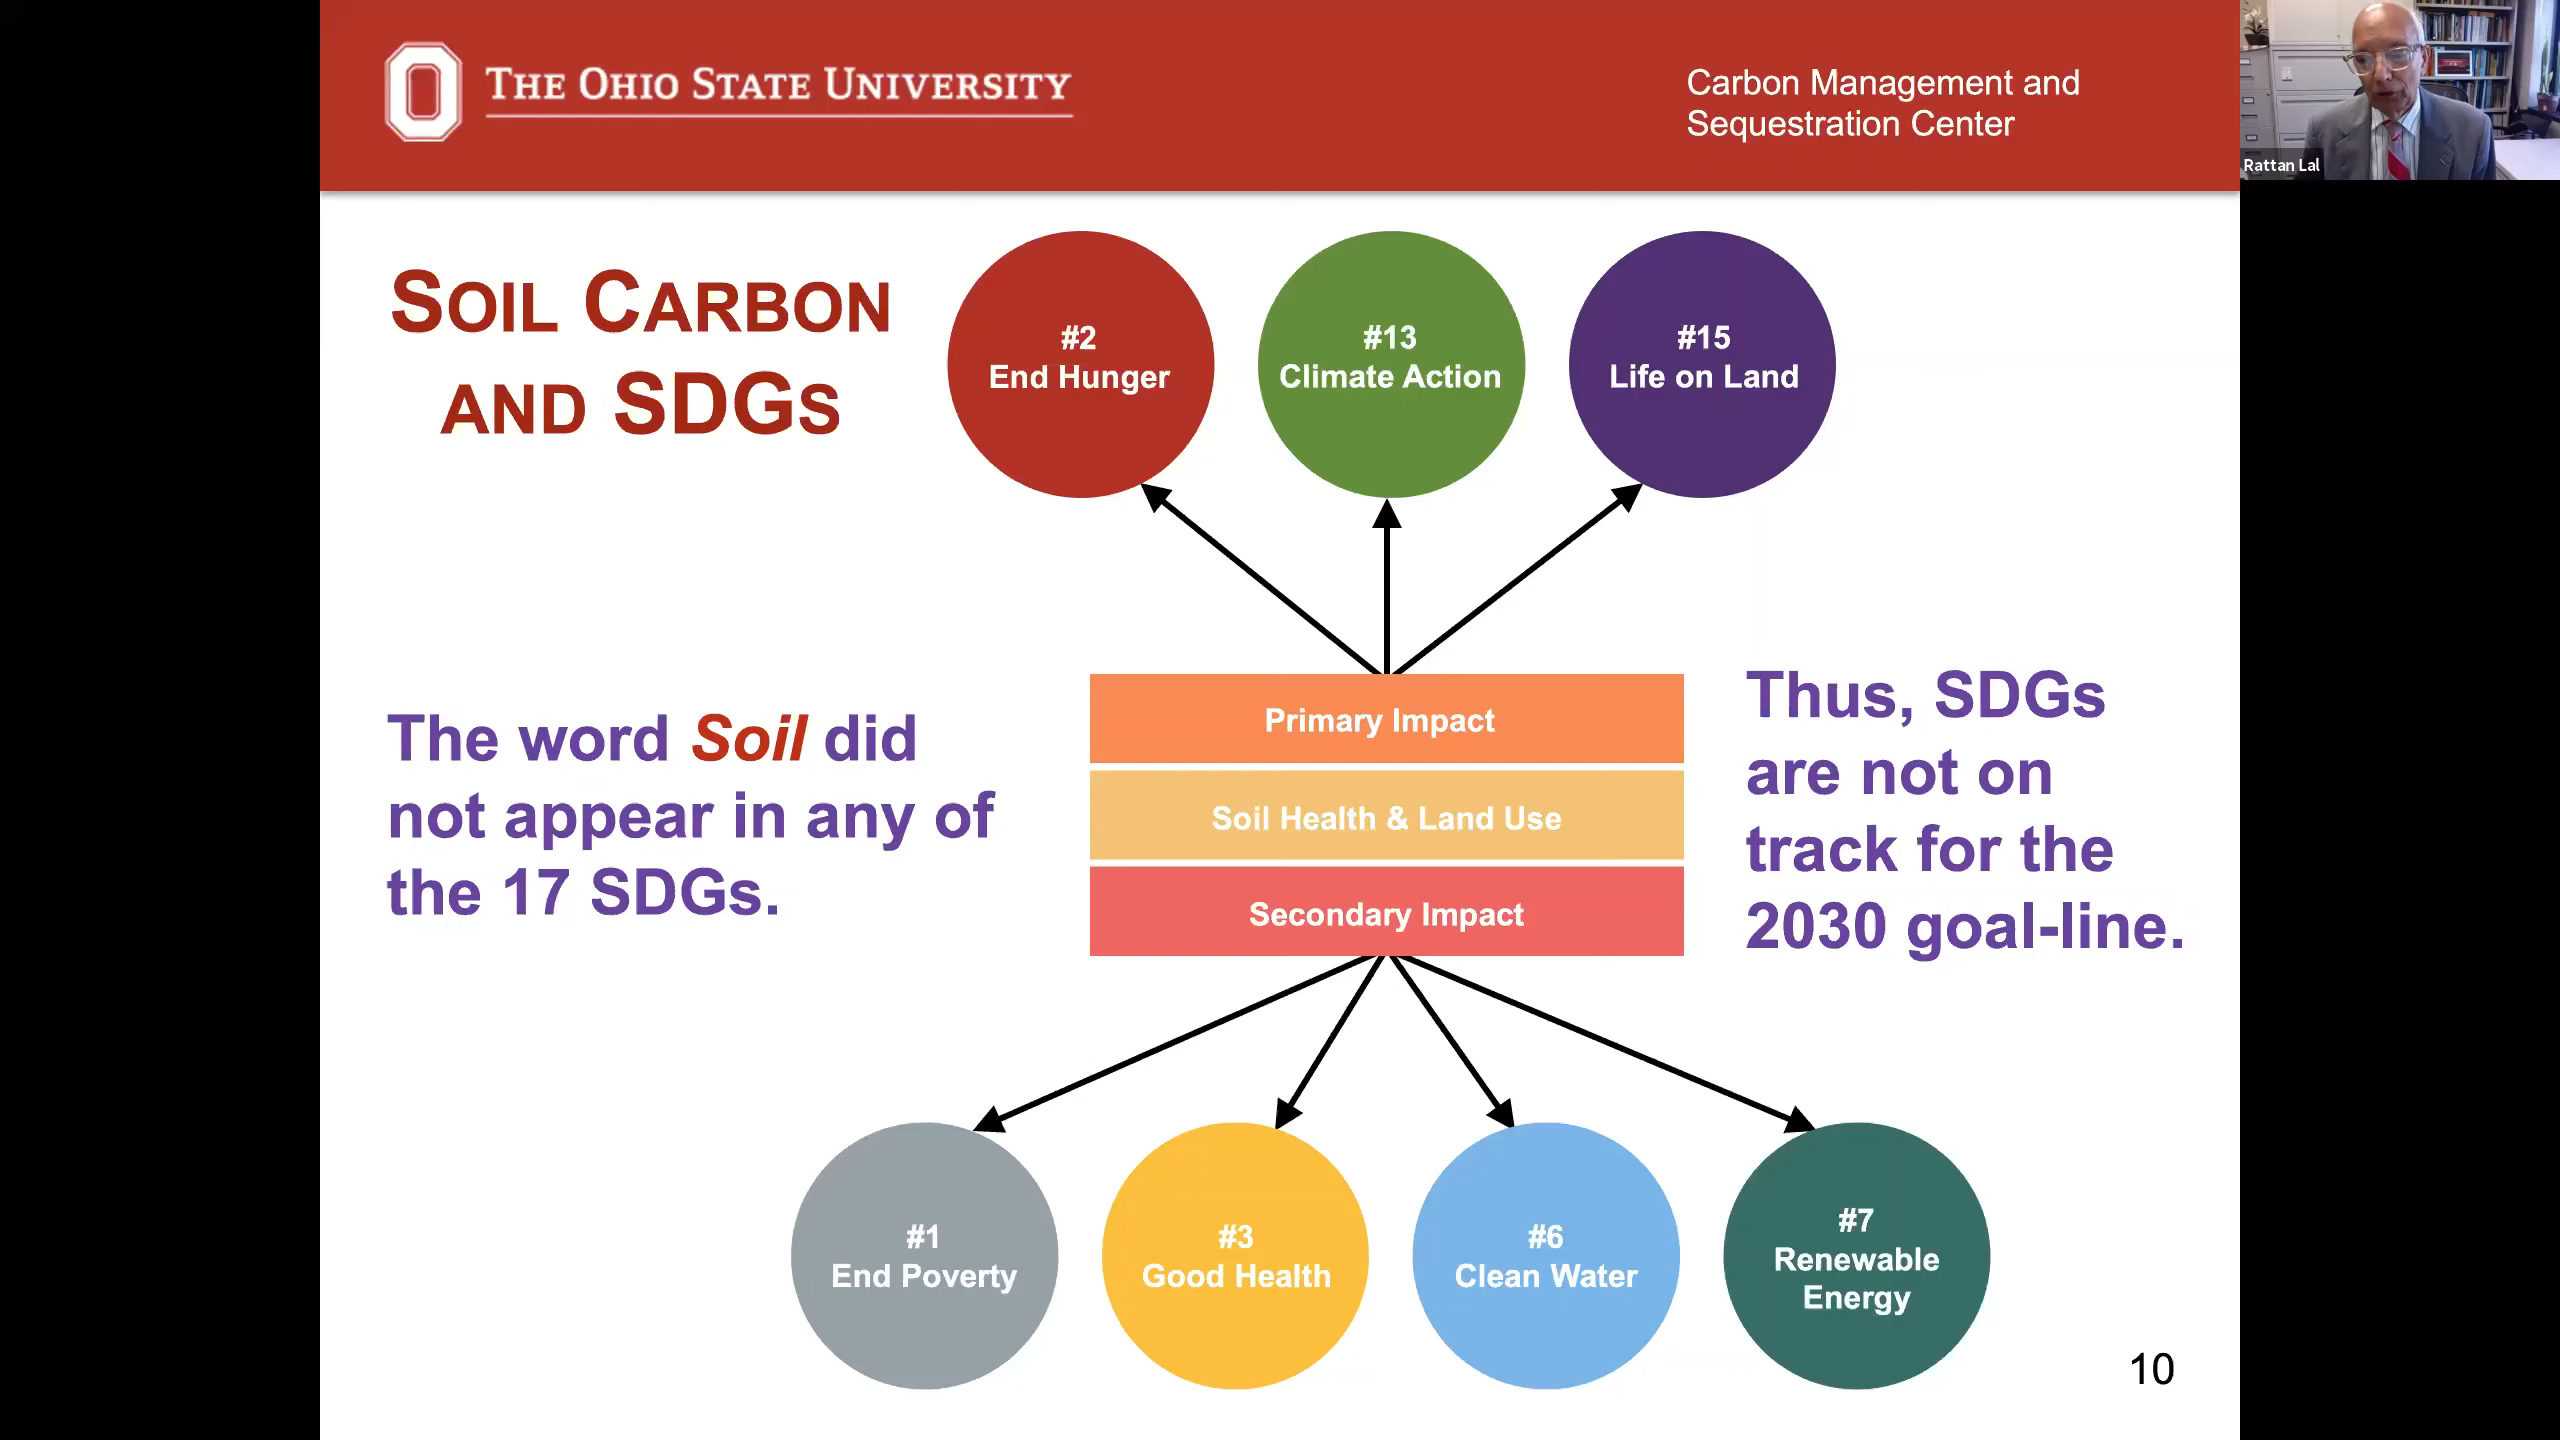 THE OHIO STATE UNIVERSITY
Carbon Management and
Sequestration Center
Rattan Lal
SOIL CARBON
AND SDGS
#2
End Hunger
#13
Climate Action
#15
Life on Land
The word Soil did
not appear in any of
the 17 SDGs.
Primary Impact
Soil Health & Land Use
Secondary Impact
Thus, SDGs
are not on
track for the
2030 goal-line.
#1
End Poverty
#3
Good Health
#6
Clean Water
#7
Renewable
Energy
10